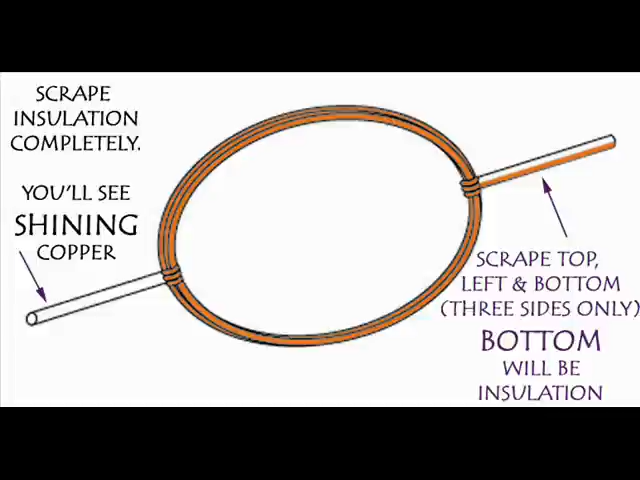 SCRAPE
INSULATION
COMPLETELY.
YOU'LL SEE
SHINING
COPPER
SCRAPE TOP,
LEFT & BOTTOM
(THREE SIDES ONLY)
BOTTOM
WILL BE
INSULATION